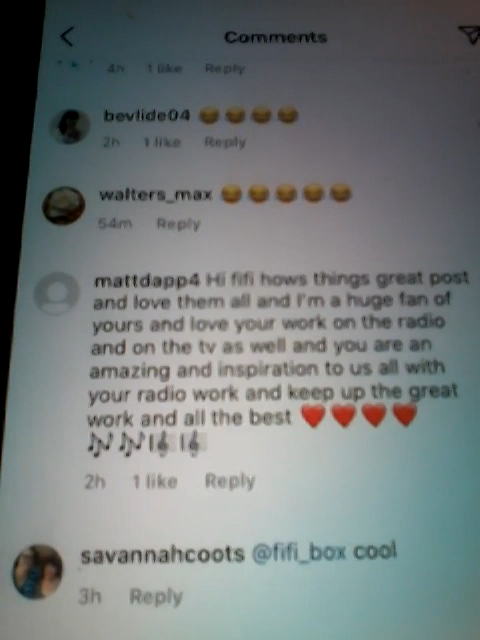 Comments
4h 1 like Reply
bevlide04 😂😂😂😂
2h 1 like Reply
walters_max 😂😂😂😂😂
54m Reply
mattdapp4 Hi fifi hows things great post
and love them all and I'm a huge fan of
yours and love your work on the radio
and on the tv as well and you are an
amazing and inspiration to us all with
your radio work and keep up the great
work and all the best ❤️❤️❤️❤️
🎶🎶🎼🎼
2h 1 like Reply
savannahcoots @fifi_box cool
3h Reply